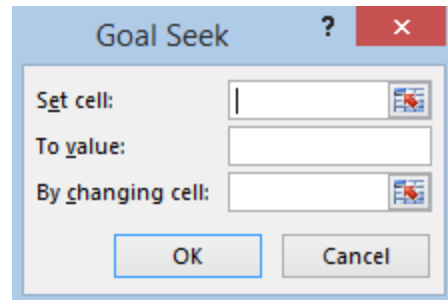 Goal Seek ? ×
Set cell:
To value:
By changing cell:
OK Cancel